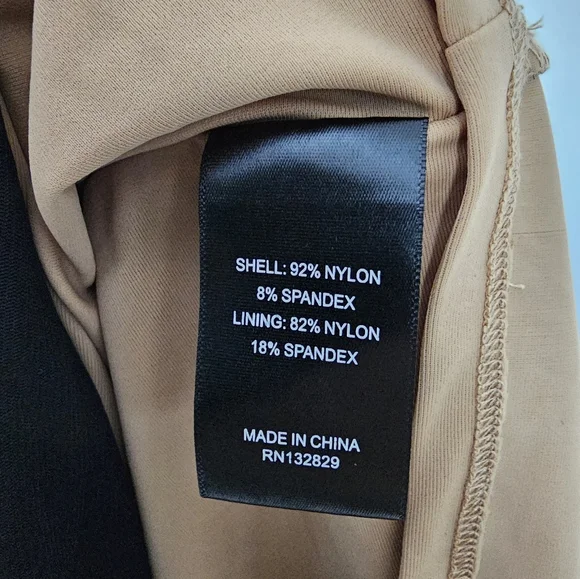 SHELL: 92% NYLON
8% SPANDEX
LINING: 82% NYLON
18% SPANDEX
MADE IN CHINA
RN132829